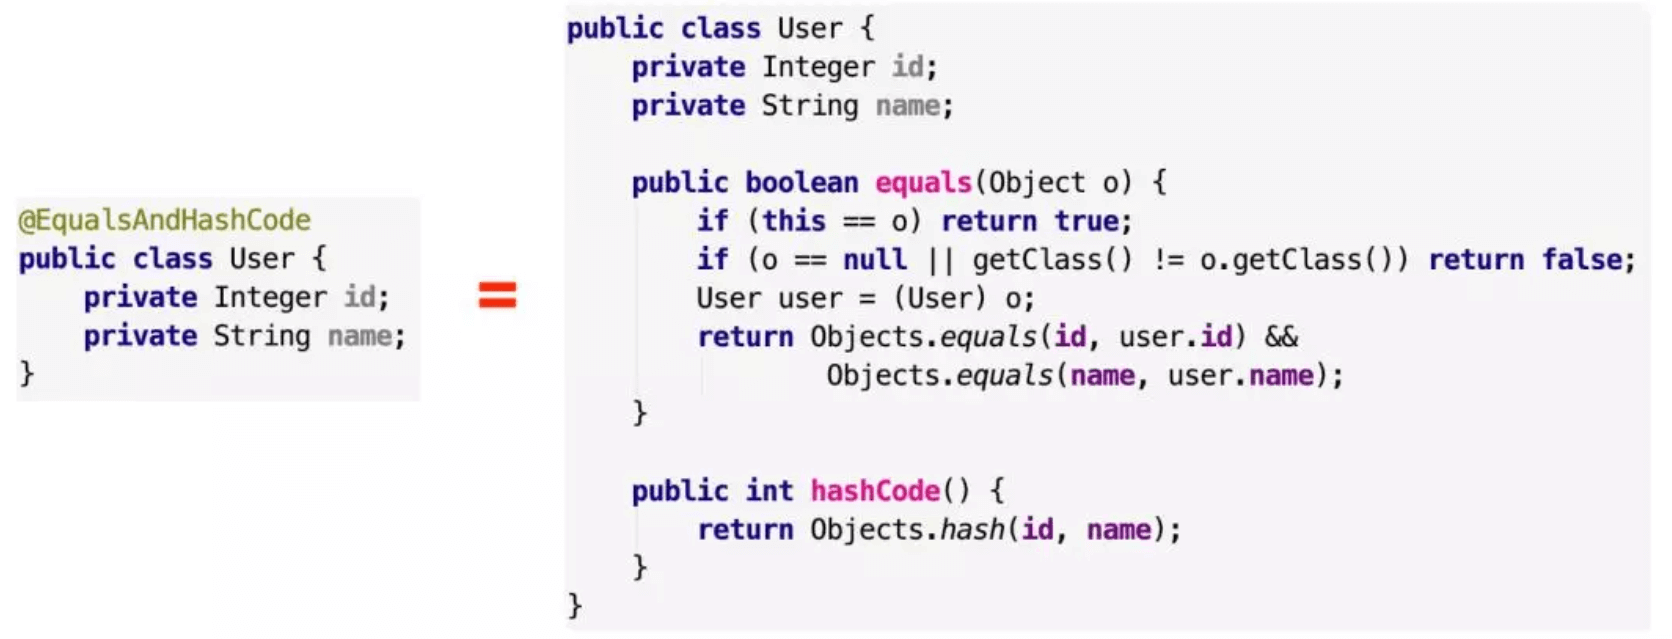 @EqualsAndHashCode
public class User {
    private Integer id;
    private String name;
}
=
public class User {
    private Integer id;
    private String name;

    public boolean equals(Object o) {
        if (this == o) return true;
        if (o == null || getClass() != o.getClass()) return false;
        User user = (User) o;
        return Objects.equals(id, user.id) &&
                Objects.equals(name, user.name);
    }

    public int hashCode() {
        return Objects.hash(id, name);
    }
}